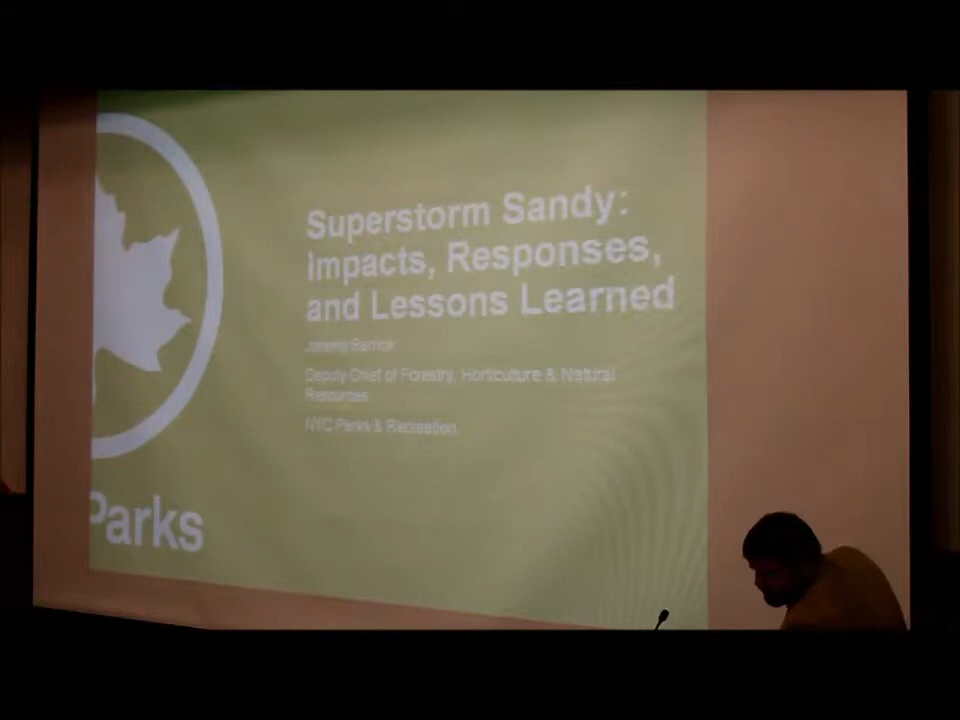 Superstorm Sandy:
Impacts, Responses,
and Lessons Learned
Deputy Chief of Forestry, Horticulture & Natural
Resources
NYC Parks & Recreation
Parks